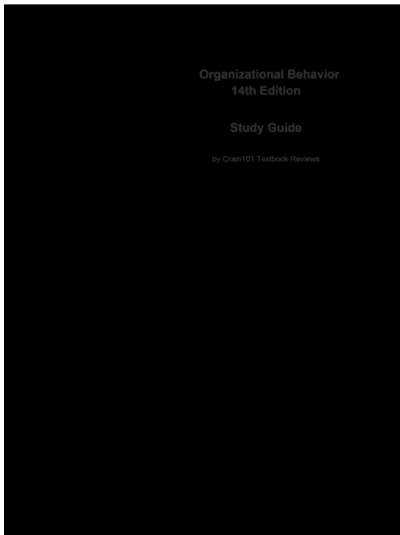 Organizational Behavior
14th Edition
Study Guide
by Cram101 Textbook Reviews